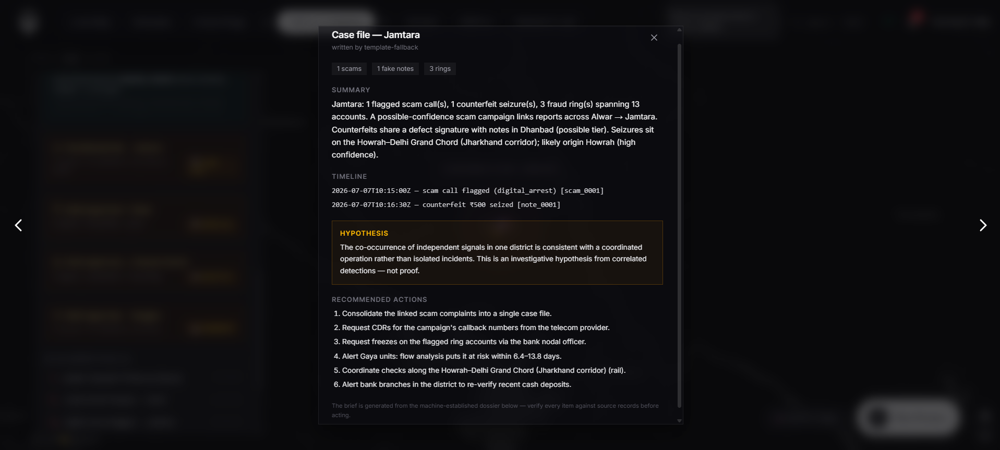 Case file — Jamtara
written by template-fallback
1 scams
1 fake notes
3 rings
SUMMARY
Jamtara: 1 flagged scam call(s), 1 counterfeit seizure(s), 3 fraud ring(s) spanning 13
accounts. A possible-confidence scam campaign links reports across Alwar → Jamtara.
Counterfeits share a defect signature with notes in Dhanbad (possible tier). Seizures sit
on the Howrah–Delhi Grand Chord (Jharkhand corridor); likely origin Howrah (high
confidence).
TIMELINE
2026-07-07T10:15:00Z — scam call flagged (digital_arrest) [scam_0001]
2026-07-07T10:16:30Z — counterfeit ₹500 seized [note_0001]
HYPOTHESIS
The co-occurrence of independent signals in one district is consistent with a coordinated
operation rather than isolated incidents. This is an investigative hypothesis from correlated
detections — not proof.
RECOMMENDED ACTIONS
1. Consolidate the linked scam complaints into a single case file.
2. Request CDRs for the campaign's callback numbers from the telecom provider.
3. Request freezes on the flagged ring accounts via the bank nodal officer.
4. Alert Gaya units: flow analysis puts it at risk within 6.4–13.8 days.
5. Coordinate checks along the Howrah–Delhi Grand Chord (Jharkhand corridor) (rail).
6. Alert bank branches in the district to re-verify recent cash deposits.
The brief is generated from the machine-established dossier below — verify every item against source records before
acting.